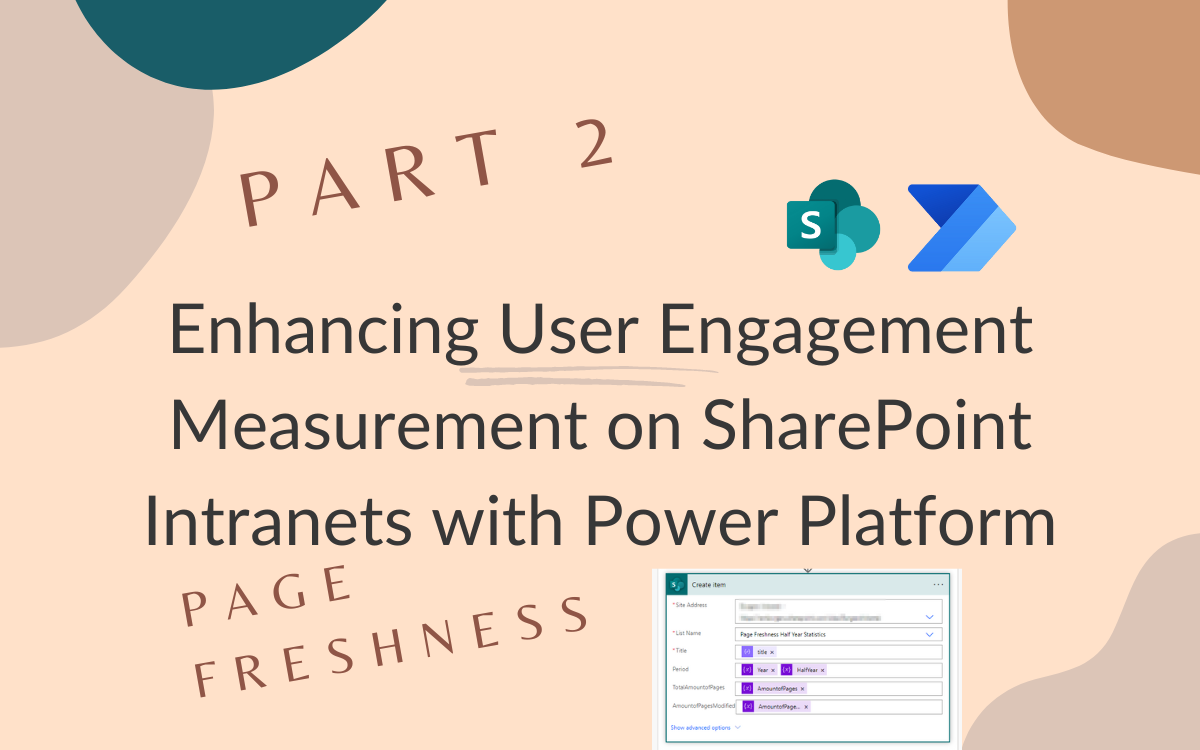 PART 2
S
Enhancing User Engagement
Measurement on SharePoint
Intranets with Power Platform
PAGE
FRESHNESS
S Create item ...
* Site Address
* List Name Page Freshness Half Year Statistics
* Title title ×
Period {x} Year × {x} HalfYear ×
TotalAmountofPages {x} AmountofPages ×
AmountofPagesModified {x} AmountofPage... ×
Show advanced options